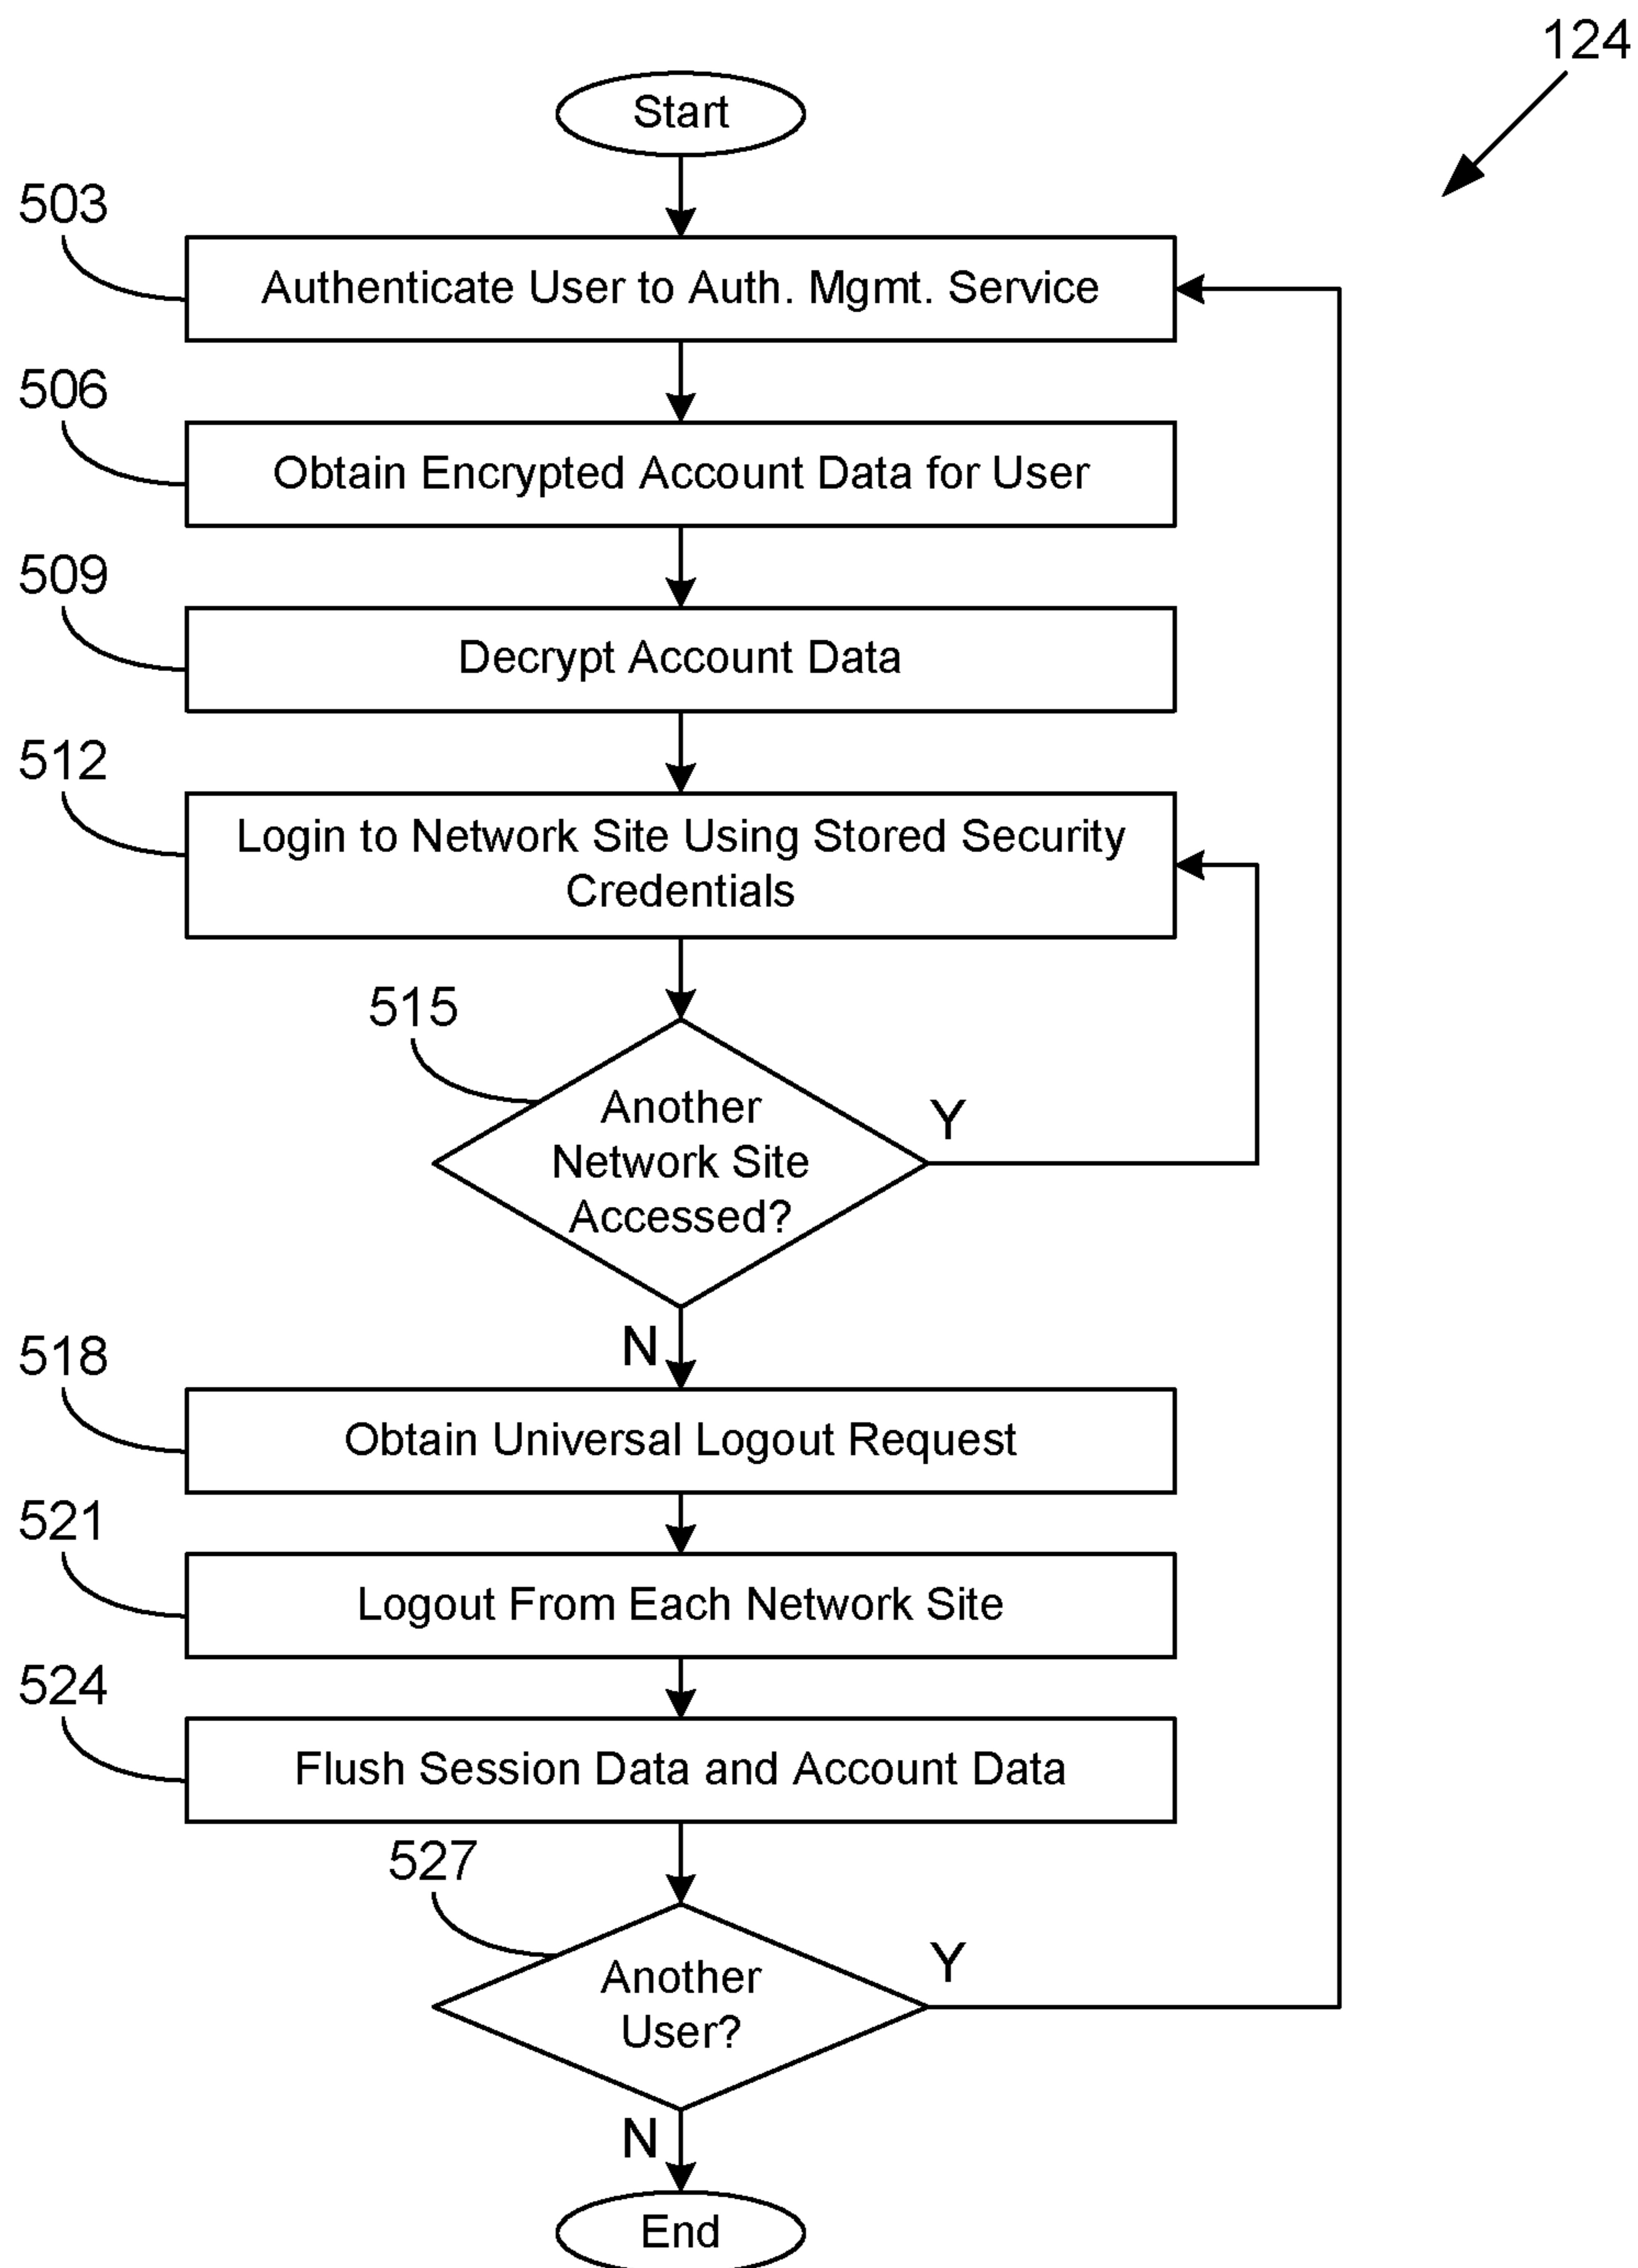 124
Start
503
Authenticate User to Auth. Mgmt. Service
506
Obtain Encrypted Account Data for User
509
Decrypt Account Data
512
Login to Network Site Using Stored Security
Credentials
515
Another
Network Site
Accessed?
Y
N
518
Obtain Universal Logout Request
521
Logout From Each Network Site
524
Flush Session Data and Account Data
527
Another
User?
Y
N
End